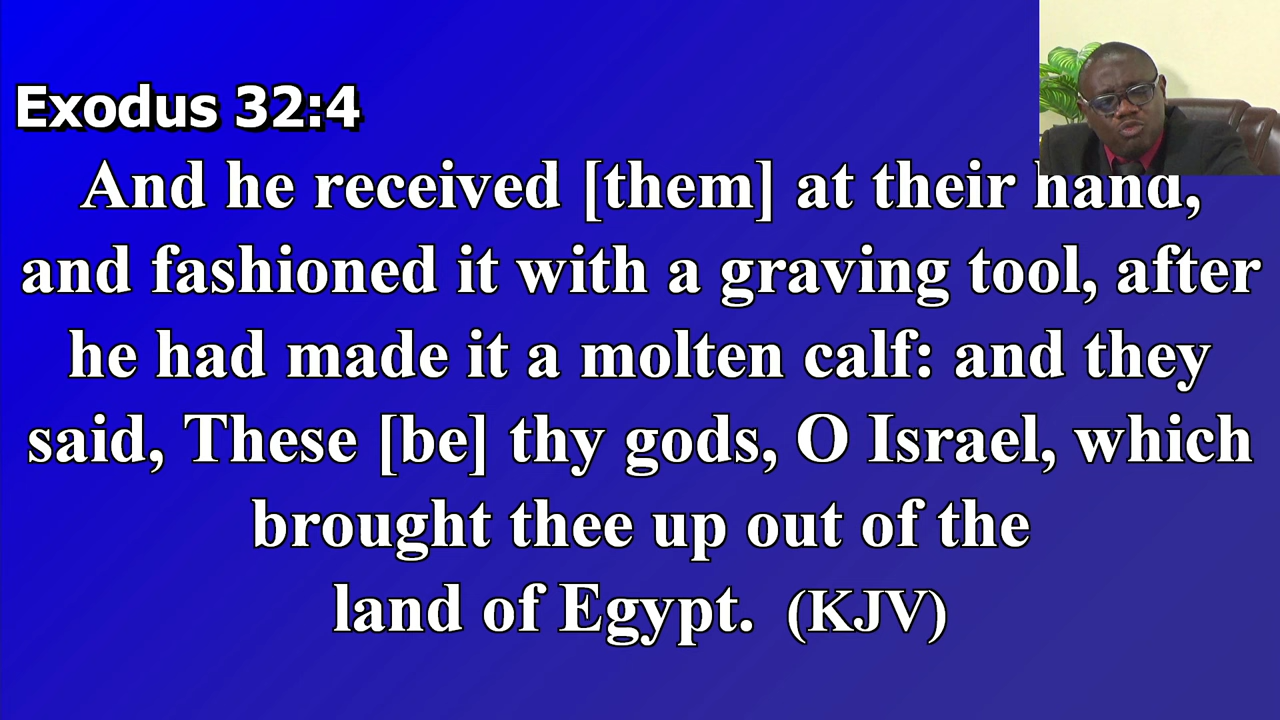 Exodus 32:4
And he received [them] at their hand,
and fashioned it with a graving tool, after
he had made it a molten calf: and they
said, These [be] thy gods, O Israel, which
brought thee up out of the
land of Egypt. (KJV)